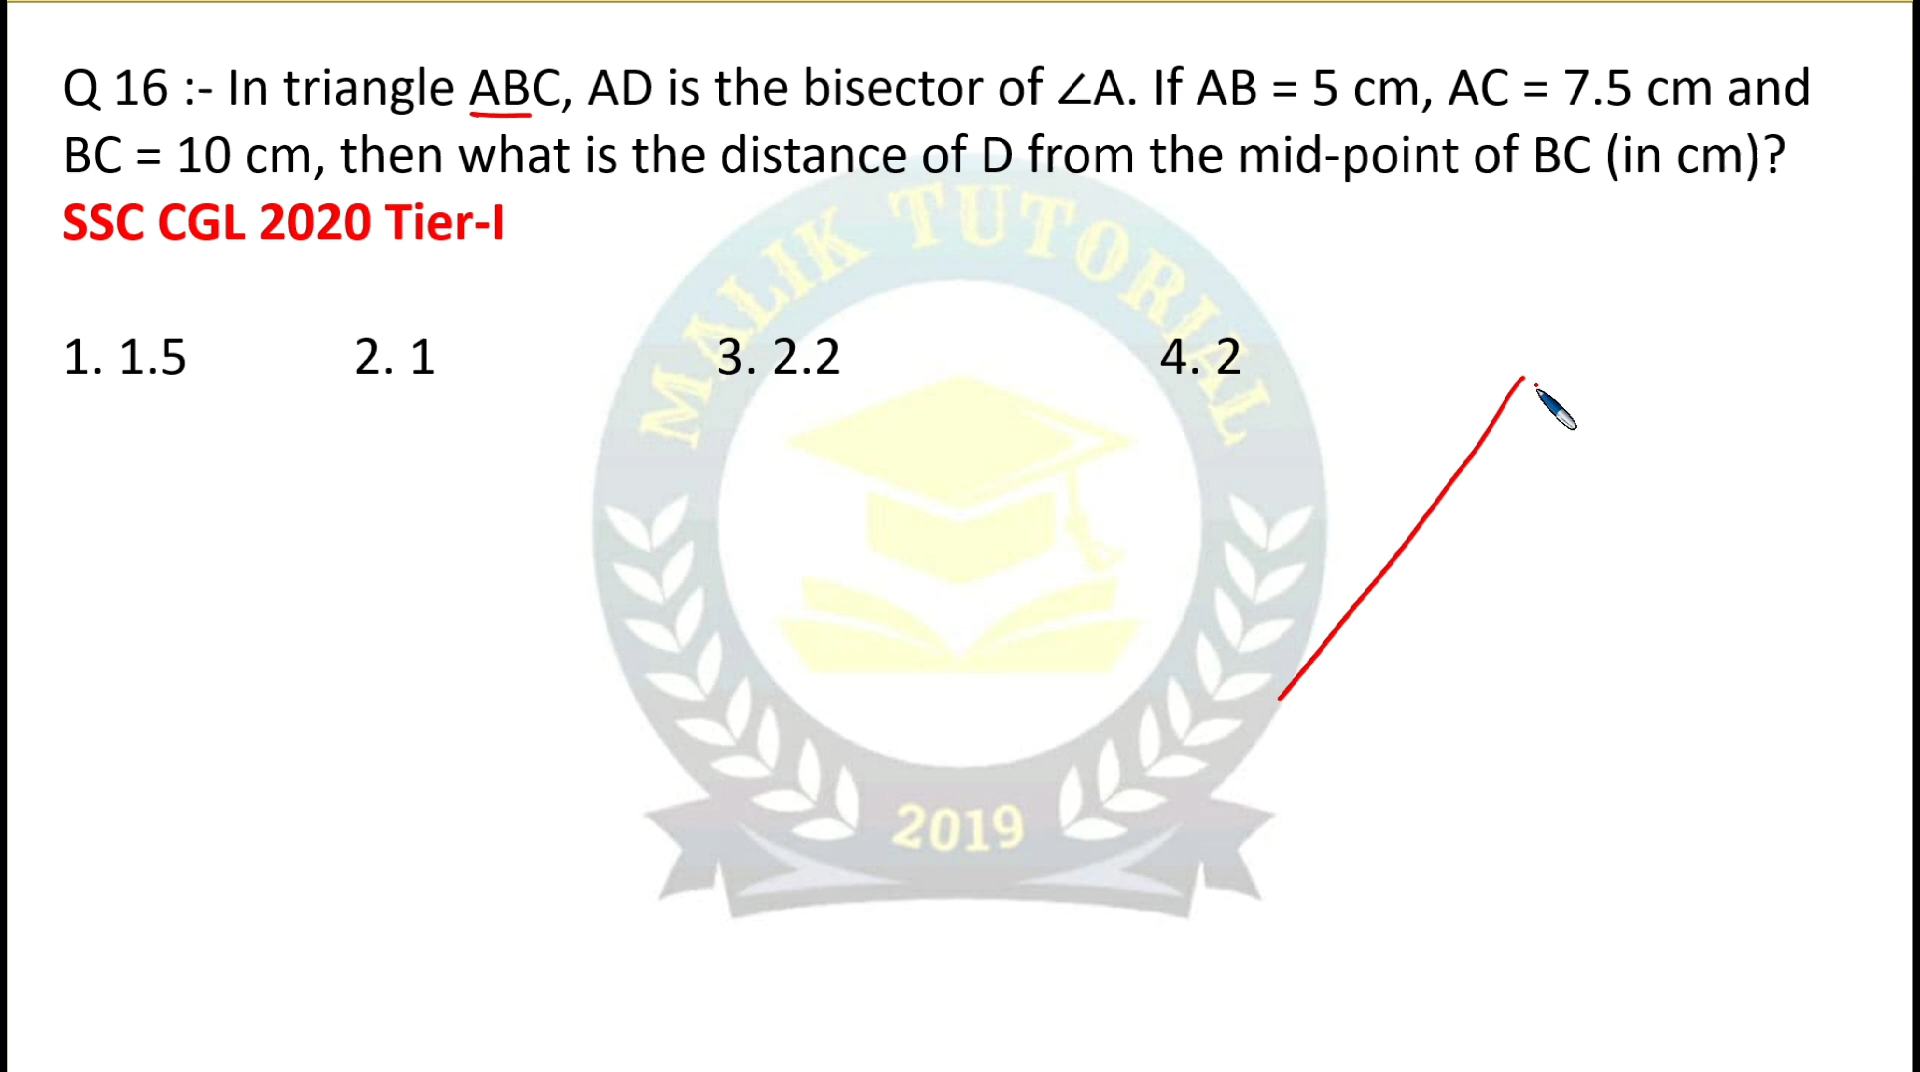 Q 16 :- In triangle ABC, AD is the bisector of ∠A. If AB = 5 cm, AC = 7.5 cm and
BC = 10 cm, then what is the distance of D from the mid-point of BC (in cm)?
SSC CGL 2020 Tier-I
1. 1.5 2. 1 3. 2.2 4. 2
MALIK TUTORIAL
2019